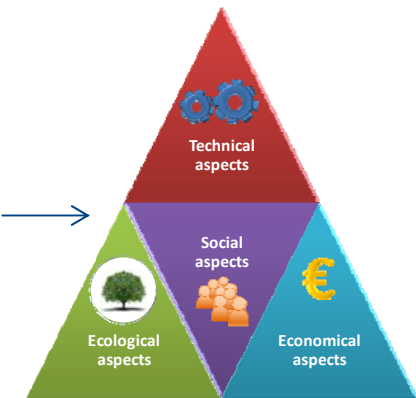 Technical
aspects
Social
aspects
Ecological
aspects
Economical
aspects